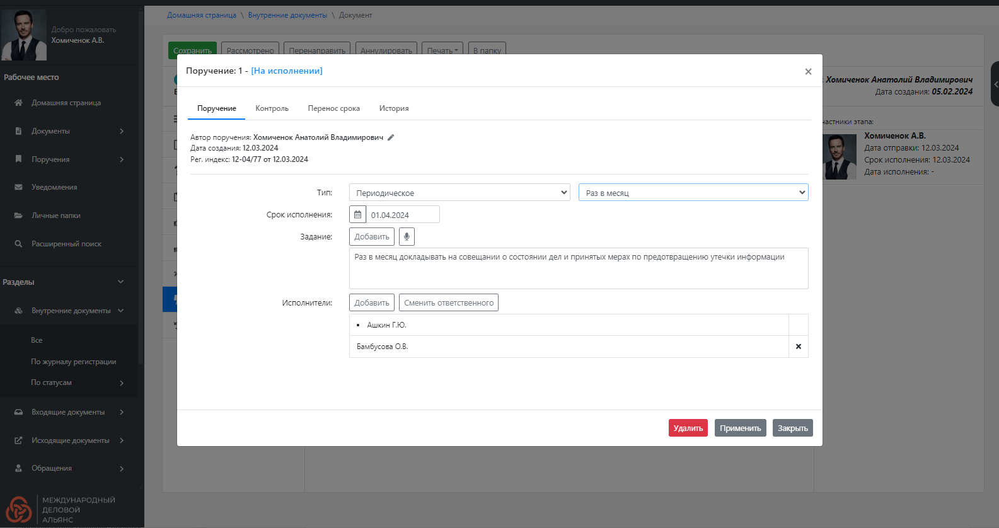 Домашняя страница \ Внутренние документы \ Документ
Добро пожаловать
Хомиченок А.В.
Сохранить
Рассмотрено
Перенаправить
Аннулировать
Печать
В папку
Рабочее место
Домашняя страница
Документы
Поручения
Уведомления
Личные папки
Расширенный поиск
Разделы
Внутренние документы
Все
По журналу регистрации
По статусам
Входящие документы
Исходящие документы
Обращения
МЕЖДУНАРОДНЫЙ
ДЕЛОВОЙ
АЛЬЯНС
Поручение: 1 - [На исполнении]
Поручение
Контроль
Перенос срока
История
Автор поручения: Хомиченок Анатолий Владимирович
Дата создания: 12.03.2024
Рег. индекс: 12-04/77 от 12.03.2024
Тип:
Периодическое
Раз в месяц
Срок исполнения:
01.04.2024
Задание:
Добавить
Раз в месяц докладывать на совещании о состоянии дел и принятых мерах по предотвращению утечки информации
Исполнители:
Добавить
Сменить ответственного
• Ашкин Г.Ю.
Бамбусова О.В.
Удалить
Применить
Закрыть
: Хомиченок Анатолий Владимирович
Дата создания: 05.02.2024
частники этапа:
Хомиченок А.В.
Дата отправки: 12.03.2024
Срок исполнения: 12.03.2024
Дата исполнения: -